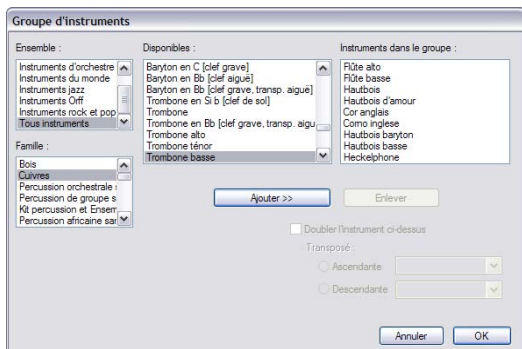 Groupe d'instruments
Ensemble :
Instruments d'orchestre
Instruments du monde
Instruments jazz
Instruments Orff
Instruments rock et pop
Tous instruments
Famille :
Bois
Cuivres
Percussion orchestrale
Percussion de groupe s
Kit percussion et Ensem
Percussion africaine sar
Disponibles :
Baryton en C [clef grave]
Baryton en Bb [clef aiguë]
Baryton en Bb [clef grave, transp. aiguë]
Trombone en Si b [clef de sol]
Trombone
Trombone en Bb [clef grave, transp. aigu
Trombone alto
Trombone ténor
Trombone basse
Instruments dans le groupe :
Flûte alto
Flûte basse
Hautbois
Hautbois d'amour
Cor anglais
Corno inglese
Hautbois baryton
Hautbois basse
Heckelphone
Ajouter >>
Enlever
Doubler l'instrument ci-dessus
Transposé :
Ascendante
Descendante
Annuler
OK